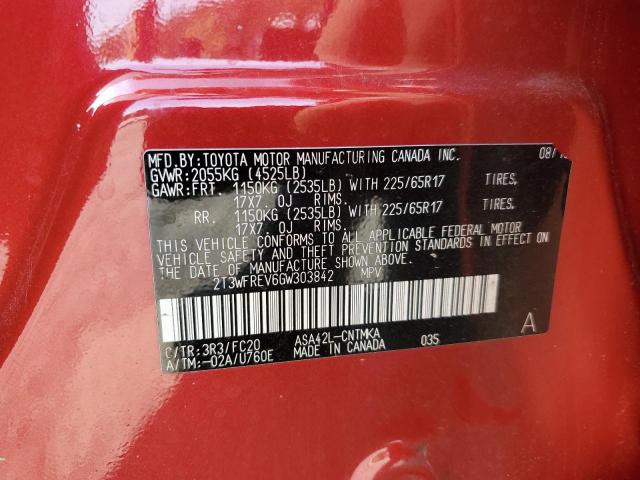 MFD.BY:TOYOTA MOTOR MANUFACTURING CANADA INC. 08/
GVWR:2055KG (4525LB)
GAWR:FRT. 1150KG (2535LB) WITH 225/65R17 TIRES,
17X7.0J RIMS.
RR. 1150KG (2535LB) WITH 225/65R17 TIRES,
17X7.0J RIMS.
THIS VEHICLE CONFORMS TO ALL APPLICABLE FEDERAL MOTOR
VEHICLE SAFETY AND THEFT PREVENTION STANDARDS IN EFFECT ON
THE DATE OF MANUFACTURE SHOWN ABOVE.
2T3WFREV6GW303842 MPV
C/TR:3R3/FC20 ASA42L-CNTMKA 035 A
A/TM:-02A/U760E MADE IN CANADA